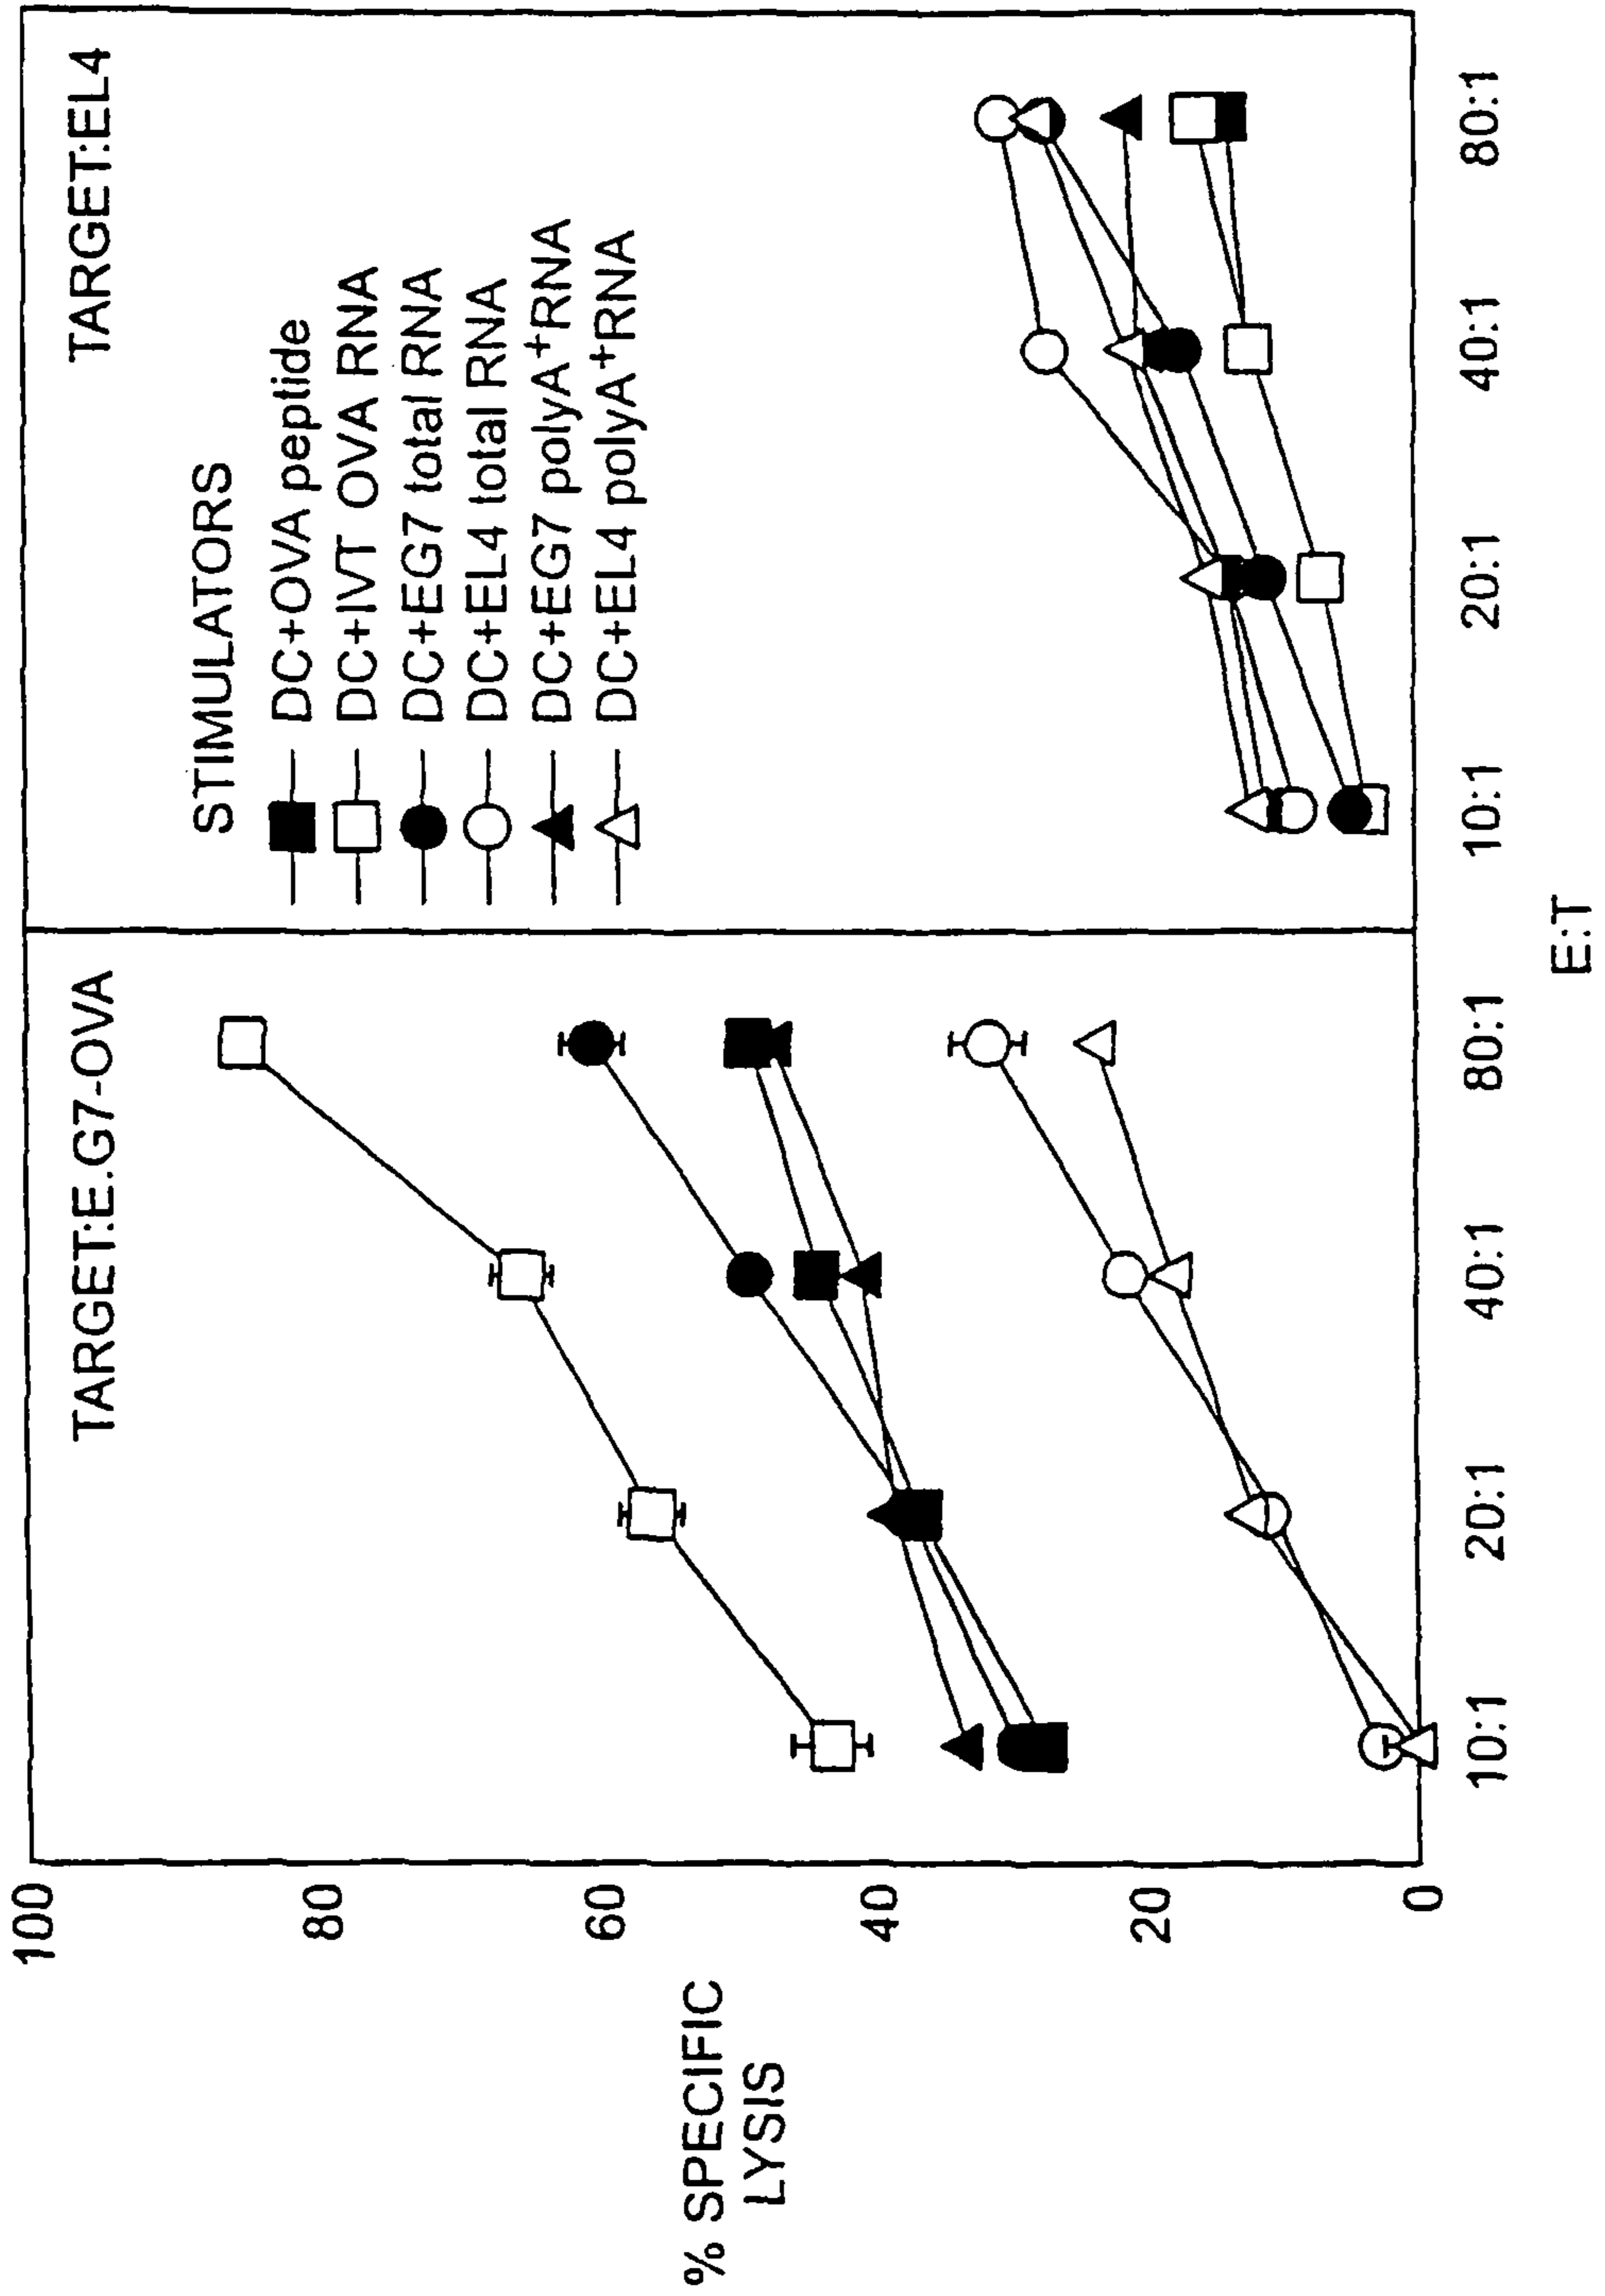 % SPECIFIC
LYSIS
100
80
60
40
20
0
TARGET:E.G7-OVA
10:1
20:1
40:1
80:1
TARGET:EL4
STIMULATORS
DC+OVA peptide
DC+IVT OVA RNA
DC+EG7 total RNA
DC+EL4 total RNA
DC+EG7 polyA+RNA
DC+EL4 polyA+RNA
10:1
20:1
40:1
80:1
E:T